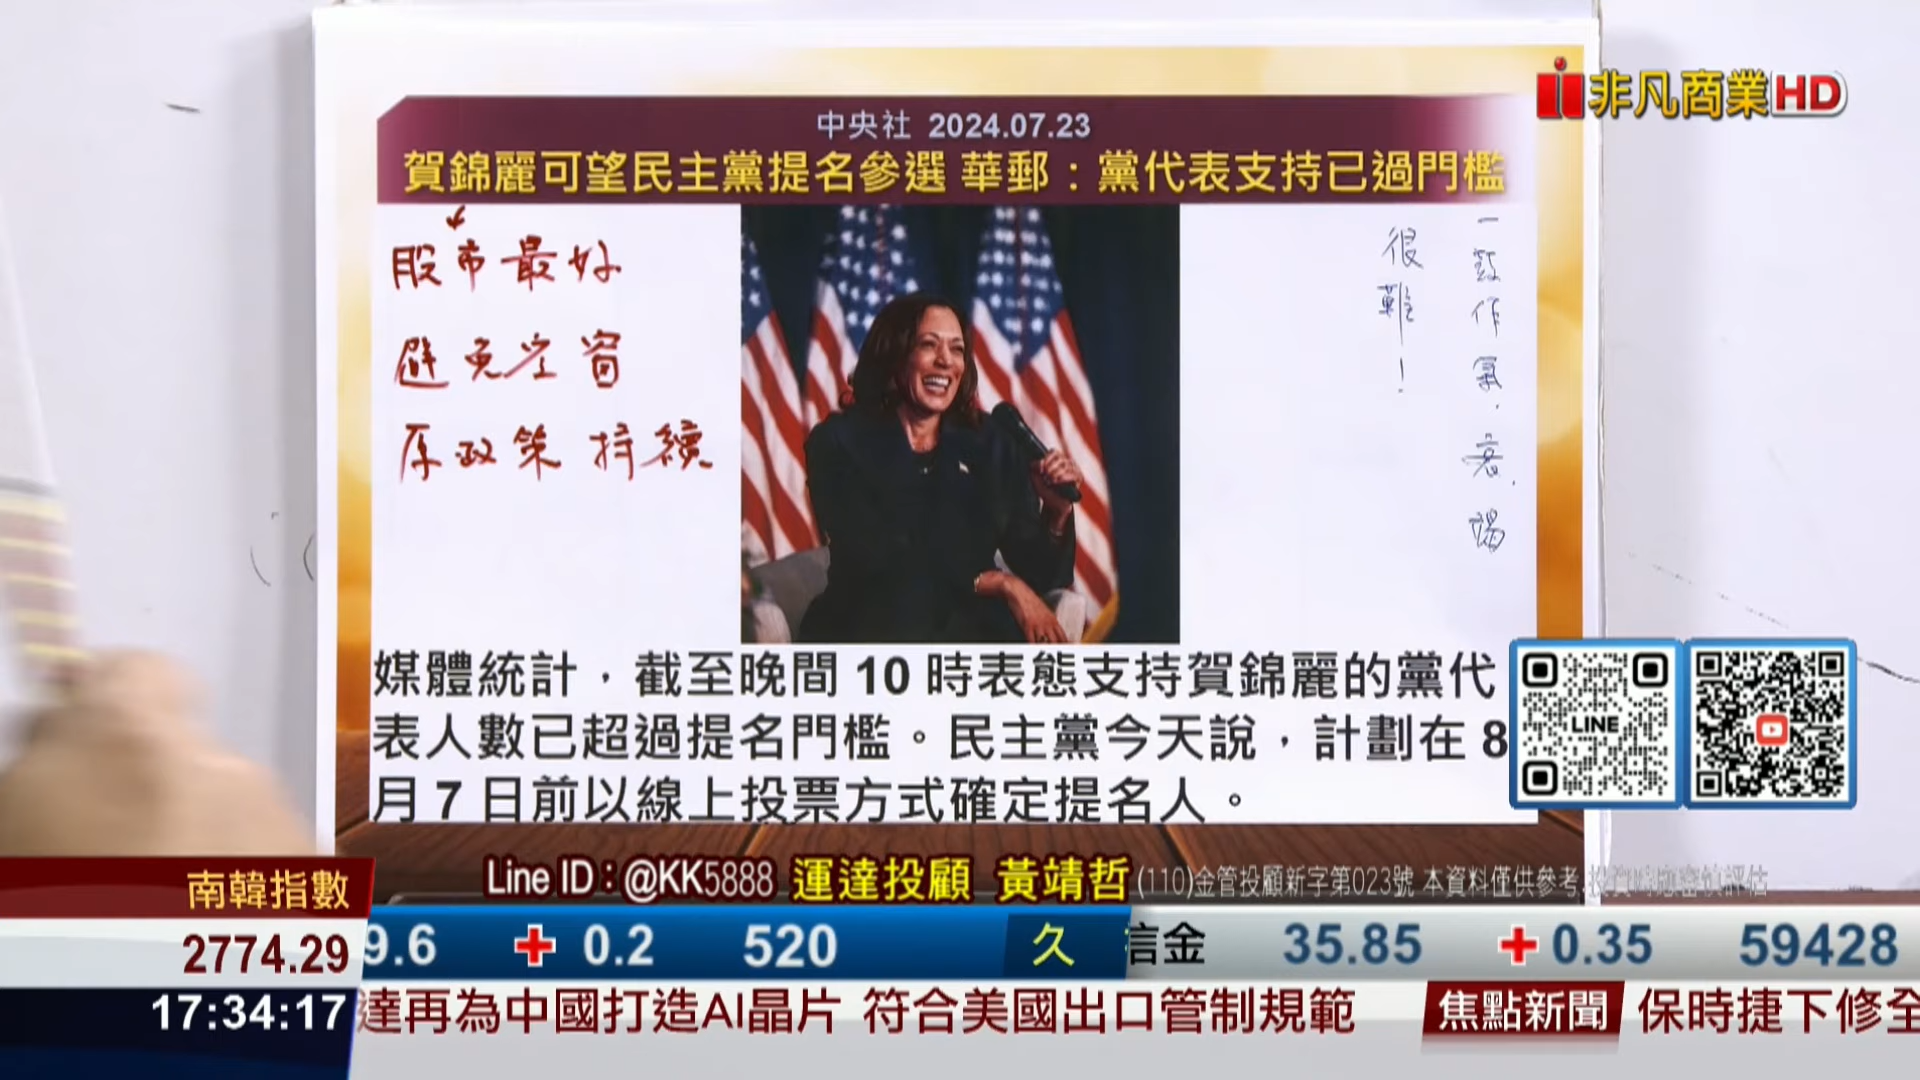 非凡商業HD
中央社 2024.07.23
賀錦麗可望民主黨提名參選 華郵：黨代表支持已過門檻
股市最好
避免空窗
原政策 持續
一鼓作氣．衰．竭
很難！
媒體統計，截至晚間 10 時表態支持賀錦麗的黨代
表人數已超過提名門檻。民主黨今天說，計劃在 8
月 7 日前以線上投票方式確定提名人。
LINE
Line ID：@KK5888 運達投顧 黃靖哲 (110)金管投顧新字第023號 本資料僅供參考
南韓指數
2774.29
9.6 + 0.2 520 久 信金 35.85 + 0.35 59428
17:34:17
達再為中國打造AI晶片 符合美國出口管制規範 焦點新聞 保時捷下修全